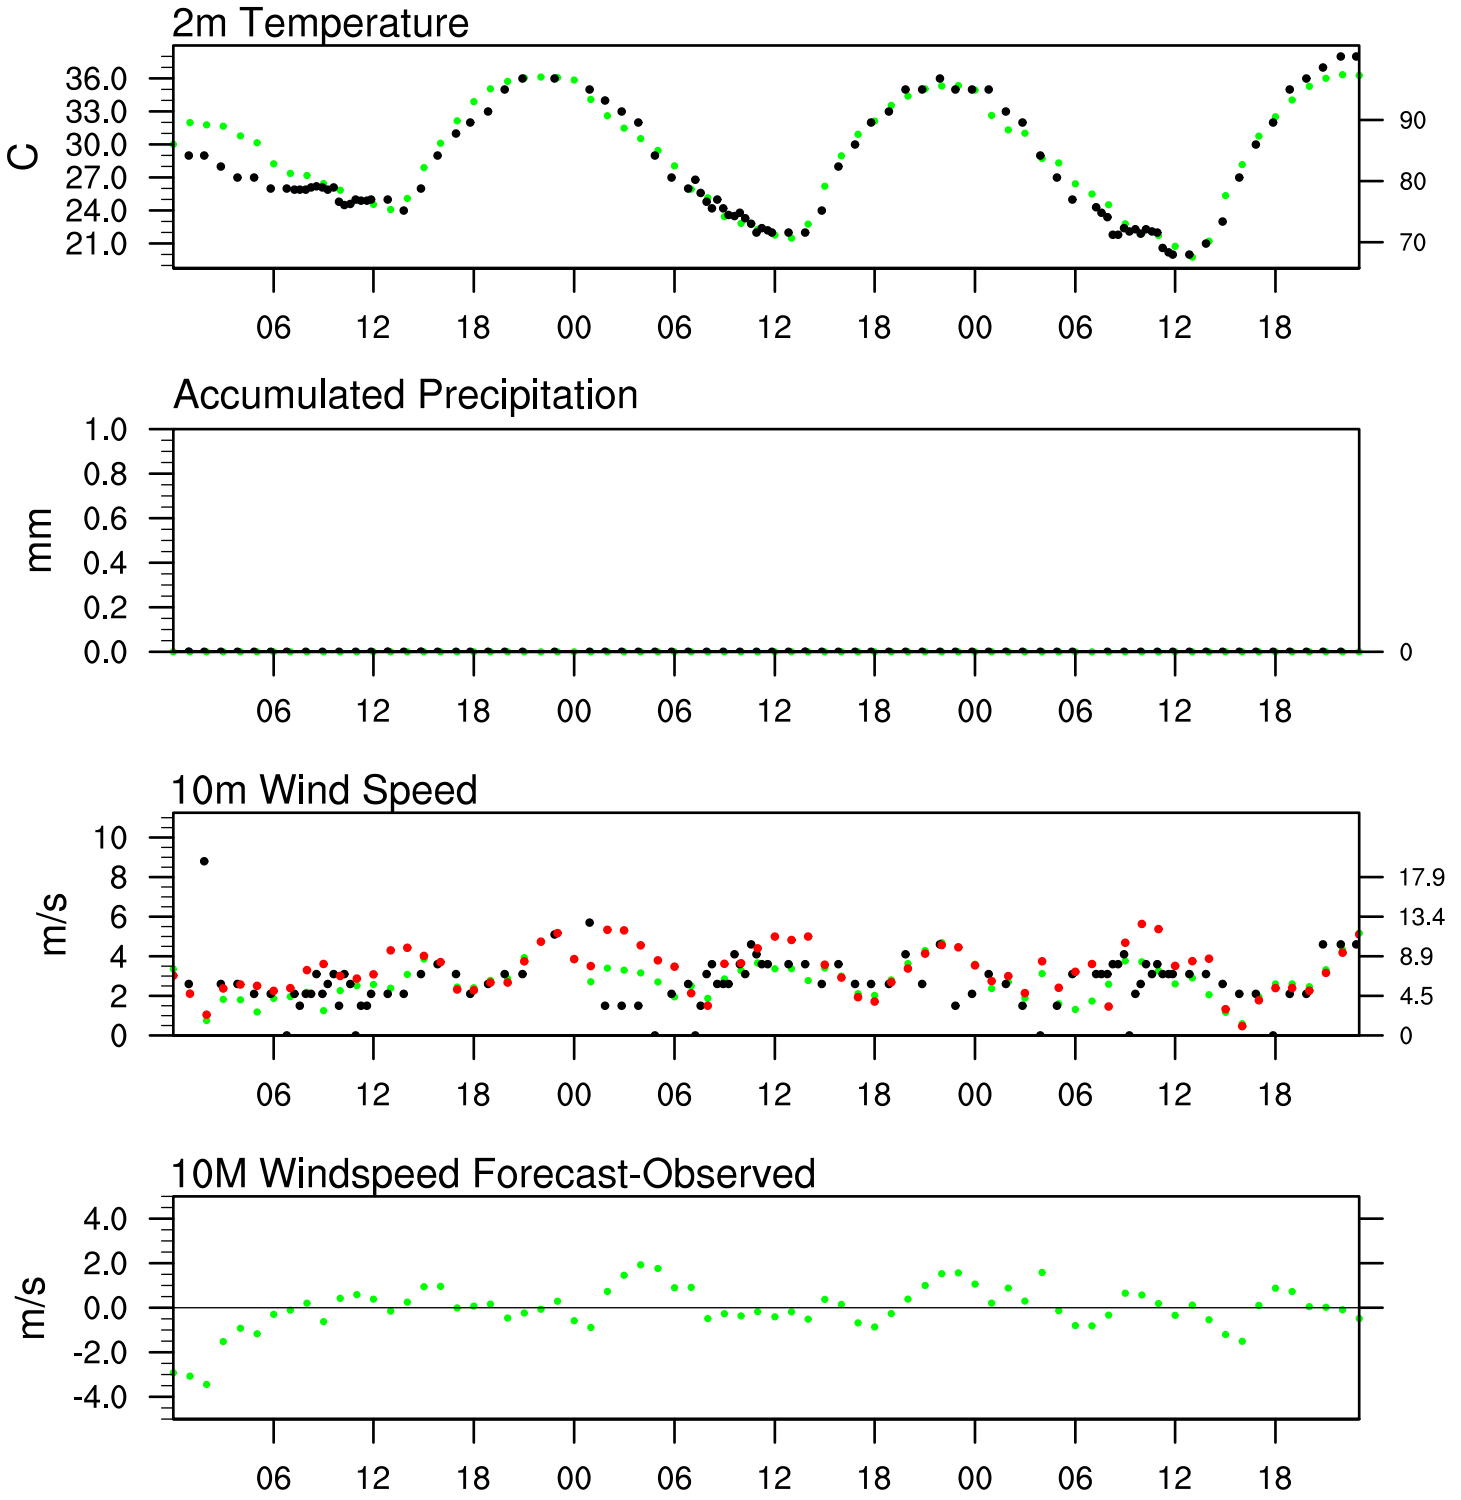 2m Temperature
36.0
33.0
30.0
27.0
24.0
21.0
C
90
80
70
06 12 18 00 06 12 18 00 06 12 18
Accumulated Precipitation
1.0
0.8
0.6
0.4
0.2
0.0
mm
0
06 12 18 00 06 12 18 00 06 12 18
10m Wind Speed
10
8
6
4
2
0
m/s
17.9
13.4
8.9
4.5
0
06 12 18 00 06 12 18 00 06 12 18
10M Windspeed Forecast-Observed
4.0
2.0
0.0
-2.0
-4.0
m/s
06 12 18 00 06 12 18 00 06 12 18